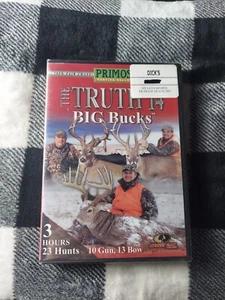 PRIMOS
DICK'S
THE TRUTH 14
BIG Bucks
3
HOURS
23 Hunts 10 Gun, 13 Bow